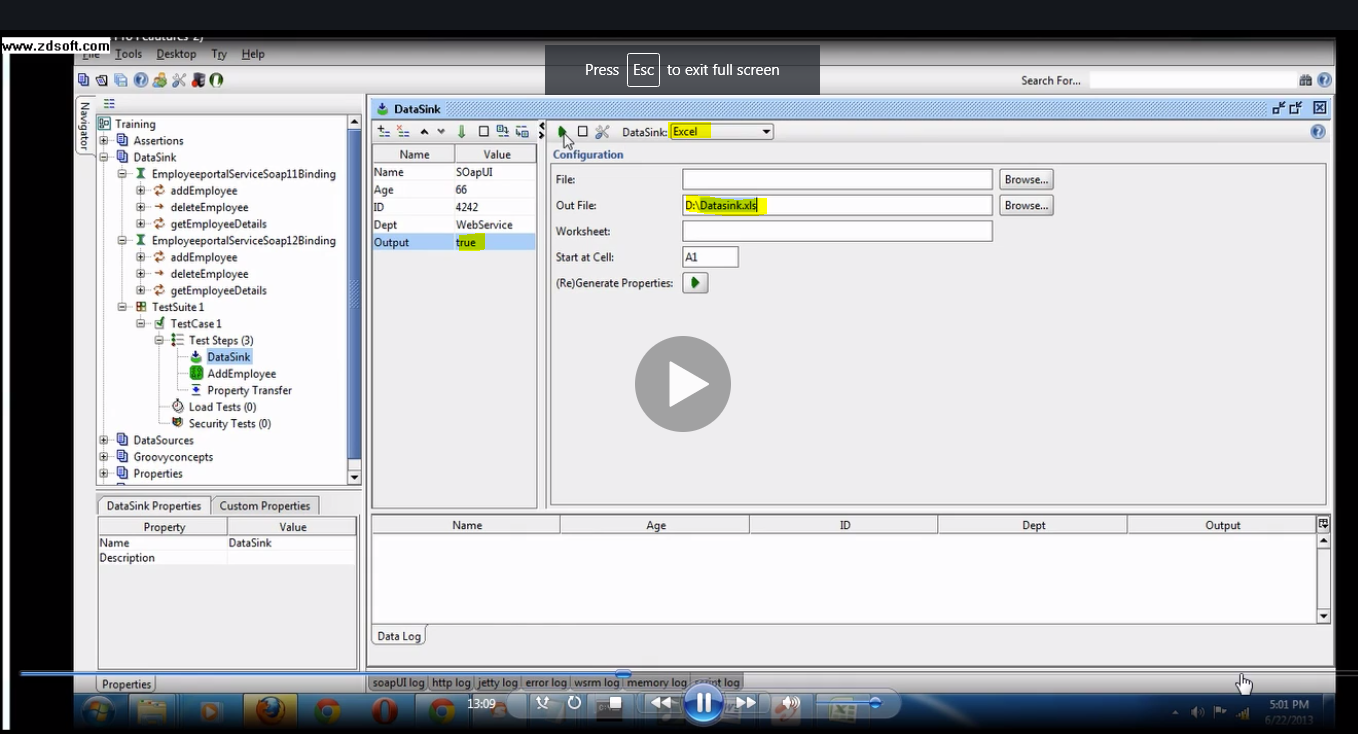 www.zdsoft.com
File Tools Desktop Try Help
Press Esc to exit full screen
Search For...
Navigator
Training
Assertions
DataSink
EmployeeportalServiceSoap11Binding
addEmployee
deleteEmployee
getEmployeeDetails
EmployeeportalServiceSoap12Binding
addEmployee
deleteEmployee
getEmployeeDetails
TestSuite 1
TestCase 1
Test Steps (3)
DataSink
AddEmployee
Property Transfer
Load Tests (0)
Security Tests (0)
DataSources
Groovyconcepts
Properties
DataSink Properties Custom Properties
Property Value
Name DataSink
Description
Properties
DataSink
Name Value
Name SOapUI
Age 66
ID 4242
Dept WebService
Output true
DataSink: Excel
Configuration
File: Browse...
Out File: D:\Datasink.xls Browse...
Worksheet:
Start at Cell: A1
(Re)Generate Properties:
Name Age ID Dept Output
Data Log
soapUI log http log jetty log error log wsrm log memory log script log
13:09
5:01 PM
6/22/2013